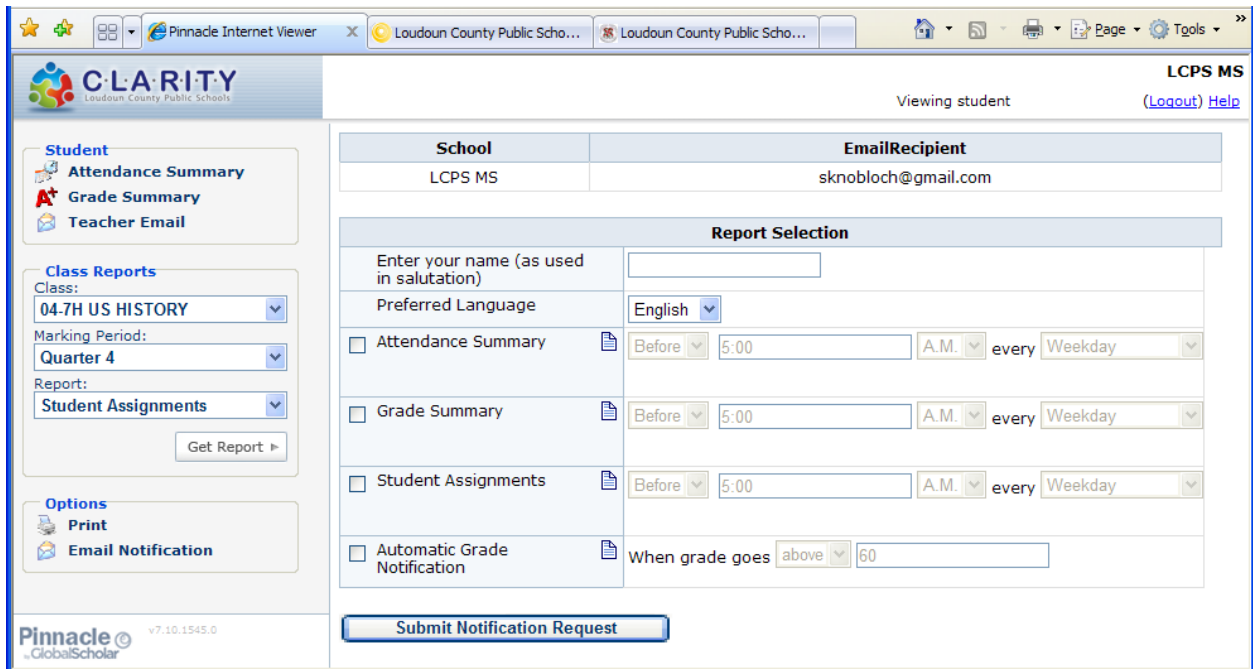 Pinnacle Internet Viewer X Loudoun County Public Scho... Loudoun County Public Scho... Page Tools »
C·L·A·R·I·T·Y
Loudoun County Public Schools
LCPS MS
Viewing student (Logout) Help
Student
Attendance Summary
Grade Summary
Teacher Email
Class Reports
Class:
04-7H US HISTORY
Marking Period:
Quarter 4
Report:
Student Assignments
Get Report
Options
Print
Email Notification
Pinnacle v7.10.1545.0
by GlobalScholar
School EmailRecipient
LCPS MS sknobloch@gmail.com
Report Selection
Enter your name (as used
in salutation)
Preferred Language English
Attendance Summary Before 5:00 A.M. every Weekday
Grade Summary Before 5:00 A.M. every Weekday
Student Assignments Before 5:00 A.M. every Weekday
Automatic Grade
Notification When grade goes above 60
Submit Notification Request